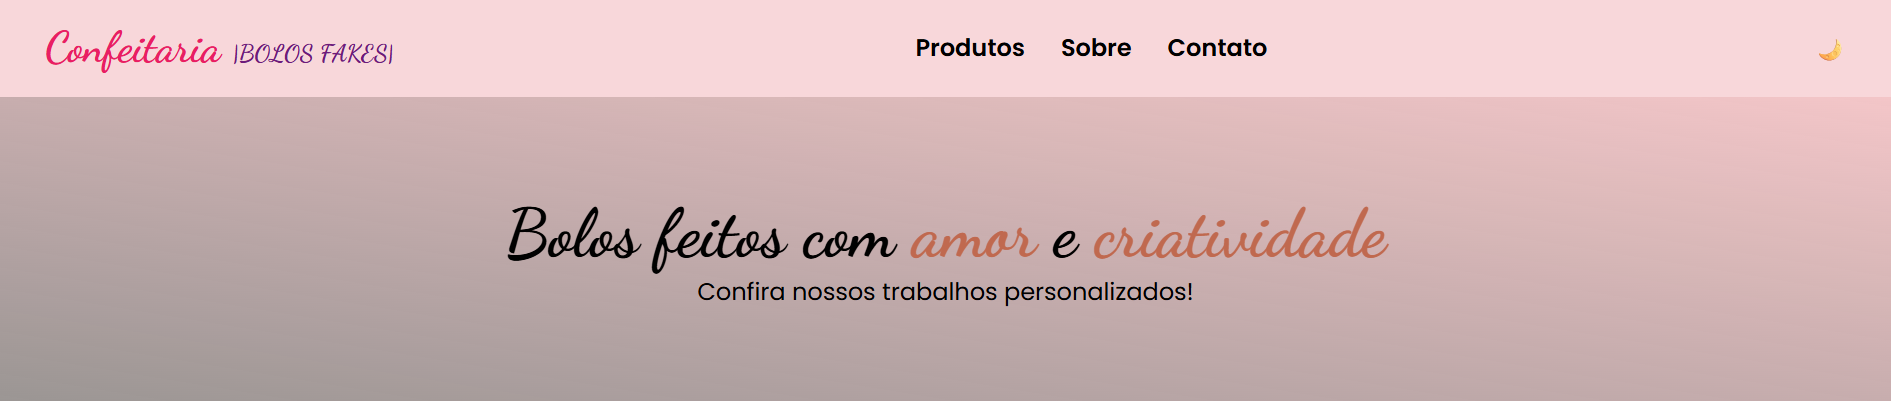 Confeitaria |BOLOS FAKES|
Produtos Sobre Contato
Bolos feitos com amor e criatividade
Confira nossos trabalhos personalizados!